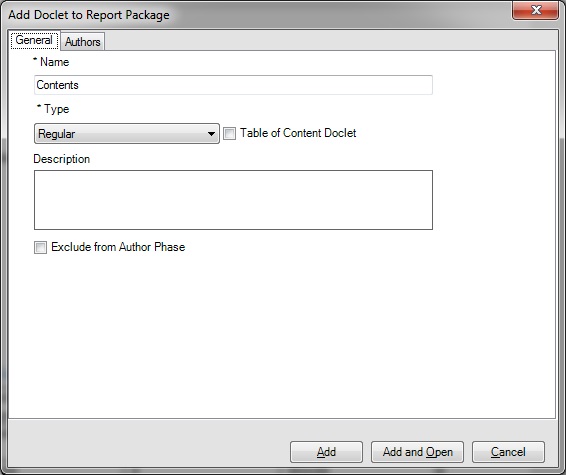 Add Doclet to Report Package
General Authors
* Name
Contents
* Type
Regular Table of Content Doclet
Description
Exclude from Author Phase
Add Add and Open Cancel